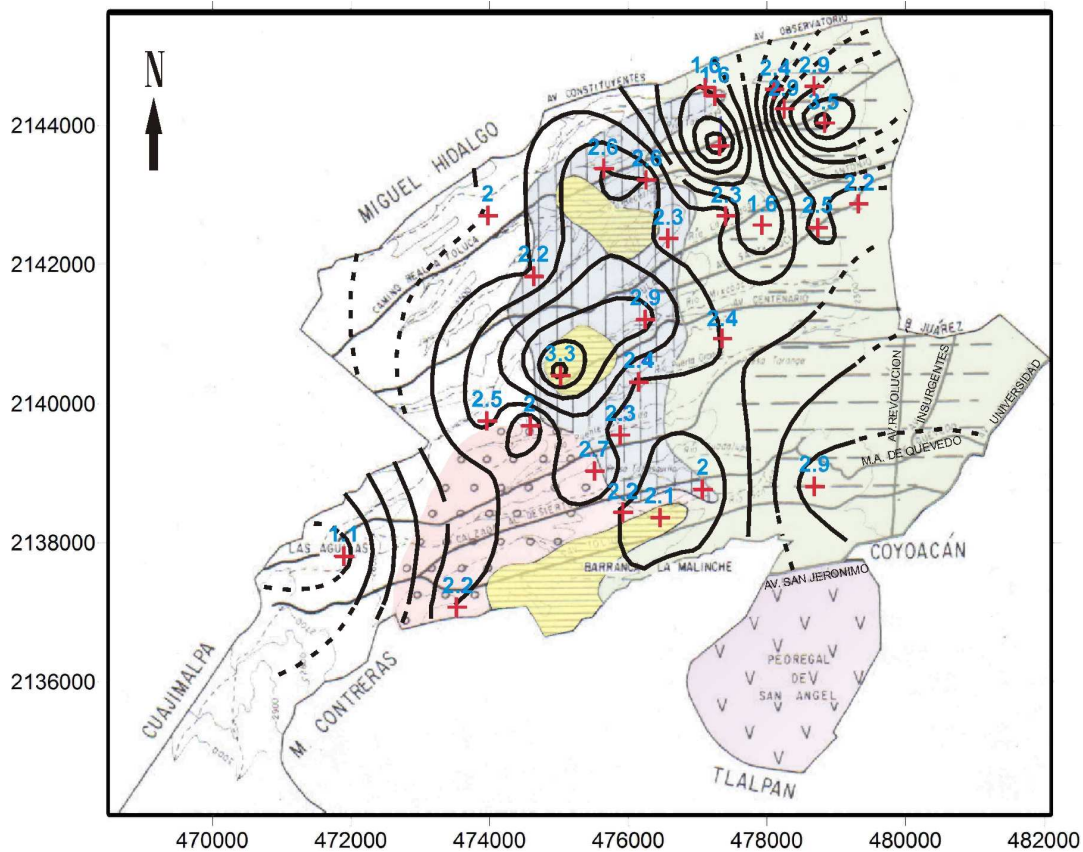 N
2144000
2142000
2140000
2138000
2136000
470000
472000
474000
476000
478000
480000
482000
AV. OBSERVATORIO
AV. CONSTITUYENTES
MIGUEL HIDALGO
CAMINO REAL A TOLUCA
1.6
1.6
2.4
2.9
2.9
3.5
2.6
2.6
2
2.3
1.6
2.5
2.2
2.3
2.2
2.9
AV. CENTENARIO
2.4
3.3
2.4
B. JUÁREZ
AV. REVOLUCION
INSURGENTES
UNIVERSIDAD
2.5
2
2.3
M.A. DE QUEVEDO
2.7
2
2.9
2.2
2.1
1.1
LAS AGUILAS
CALZADA AL DESIERTO
BARRANCA LA MALINCHE
COYOACÁN
AV. SAN JERONIMO
2.2
CUAJIMALPA
M. CONTRERAS
2900
PEDREGAL
DE
SAN ANGEL
TLALPAN